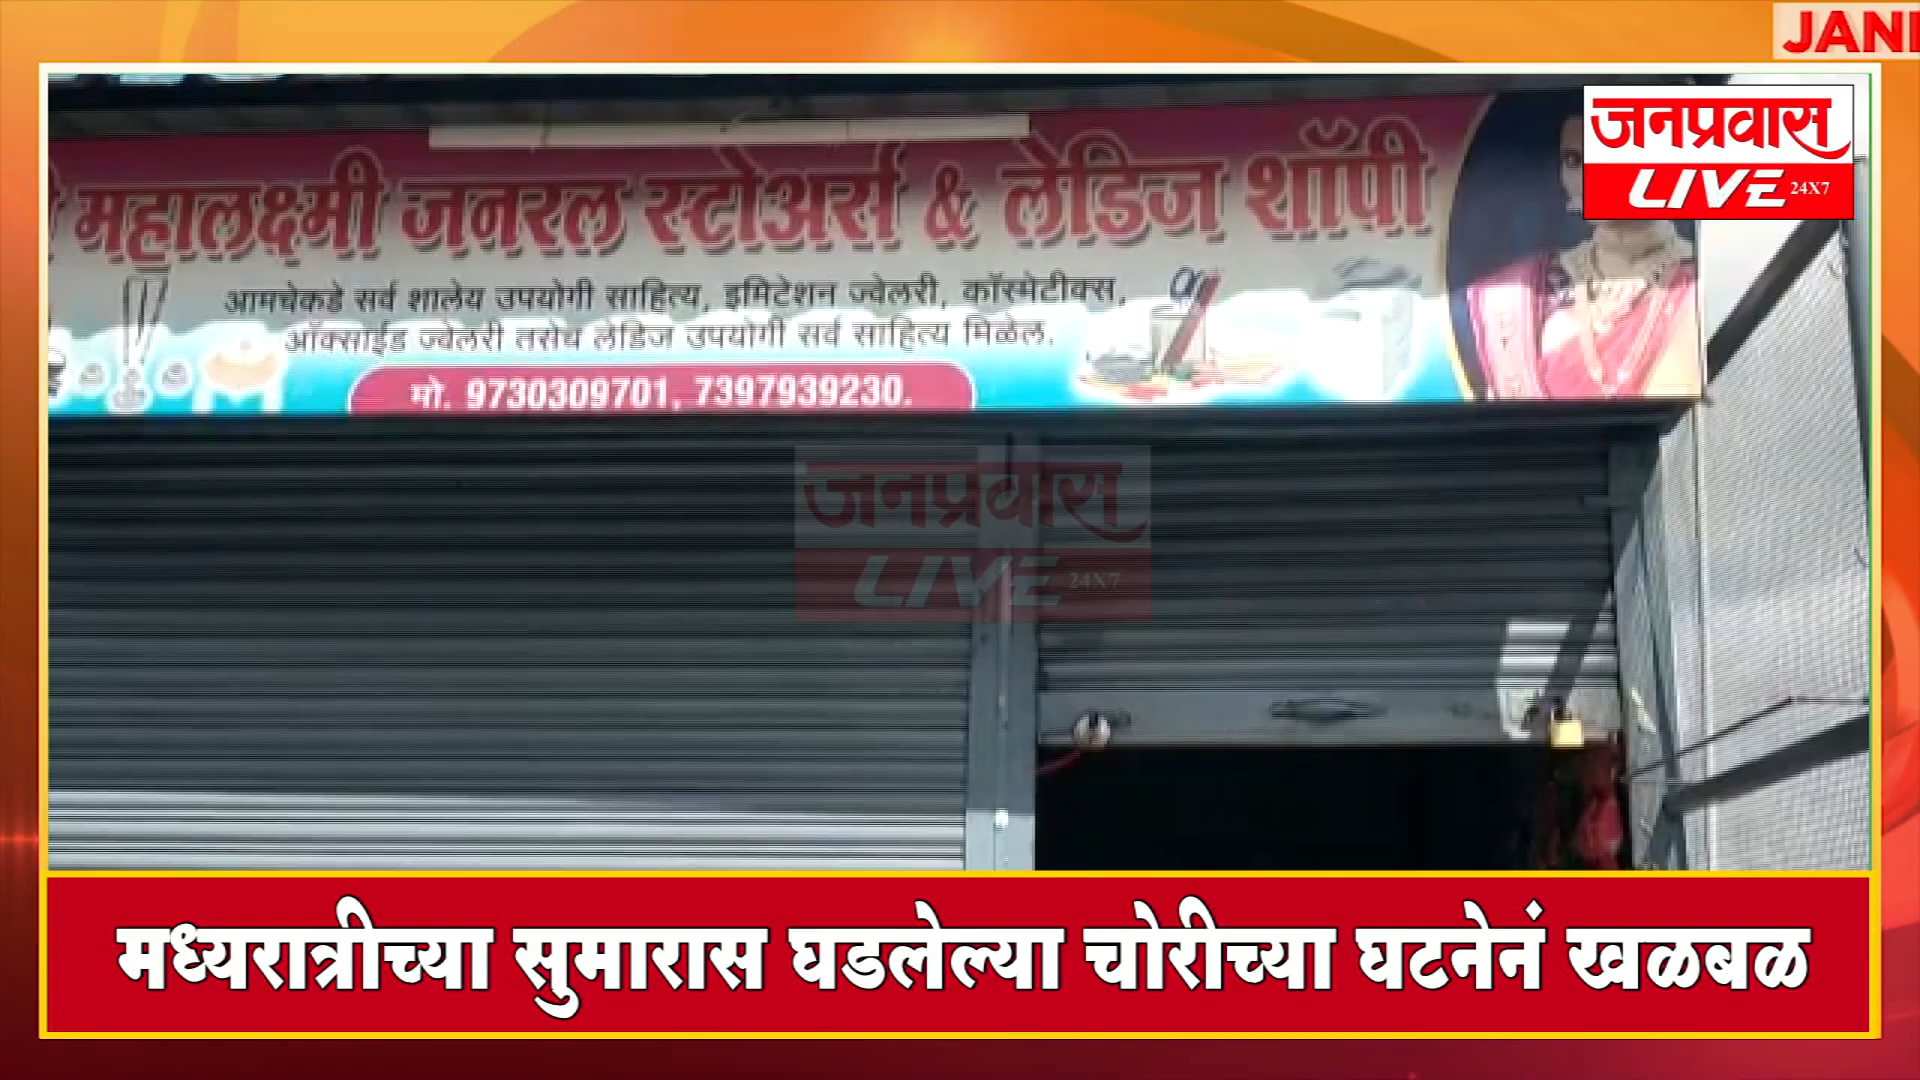 JANP
जनप्रवास
LIVE 24X7
महालक्ष्मी जनरल स्टोअर्स & लेडिज शॉपी
आमचेकडे सर्व शालेय उपयोगी साहित्य, इमिटेशन ज्वेलरी, कॉस्मेटीक्स,
ऑक्साईड ज्वेलरी तसेच लेडिज उपयोगी सर्व साहित्य मिळेल.
मो. 9730309701, 7397939230.
जनप्रवास
LIVE 24X7
मध्यरात्रीच्या सुमारास घडलेल्या चोरीच्या घटनेनं खळबळ